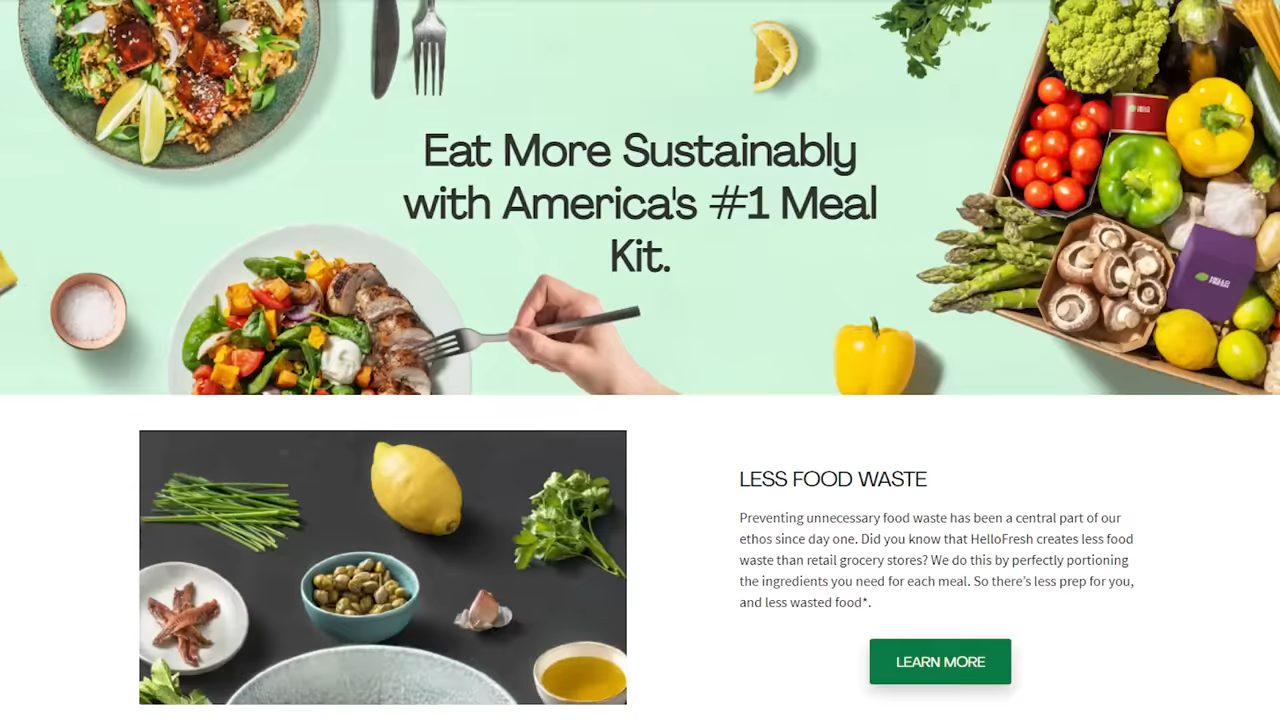 Eat More Sustainably
with America's #1 Meal
Kit.
LESS FOOD WASTE
Preventing unnecessary food waste has been a central part of our
ethos since day one. Did you know that HelloFresh creates less food
waste than retail grocery stores? We do this by perfectly portioning
the ingredients you need for each meal. So there’s less prep for you,
and less wasted food*.
LEARN MORE